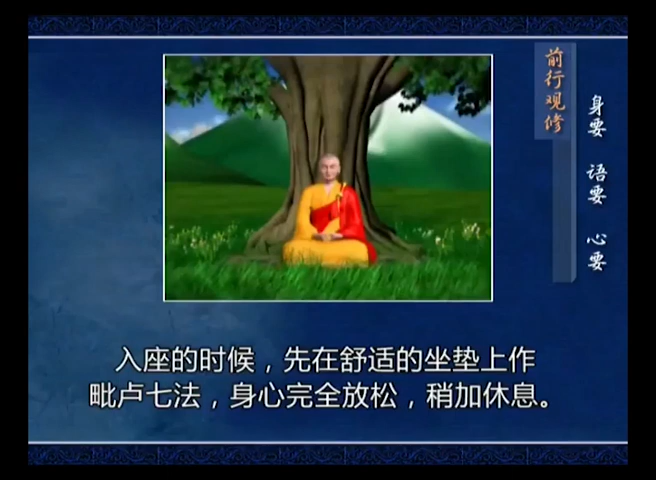 前行观修
身要 语要 心要
入座的时候，先在舒适的坐垫上作
毗卢七法，身心完全放松，稍加休息。